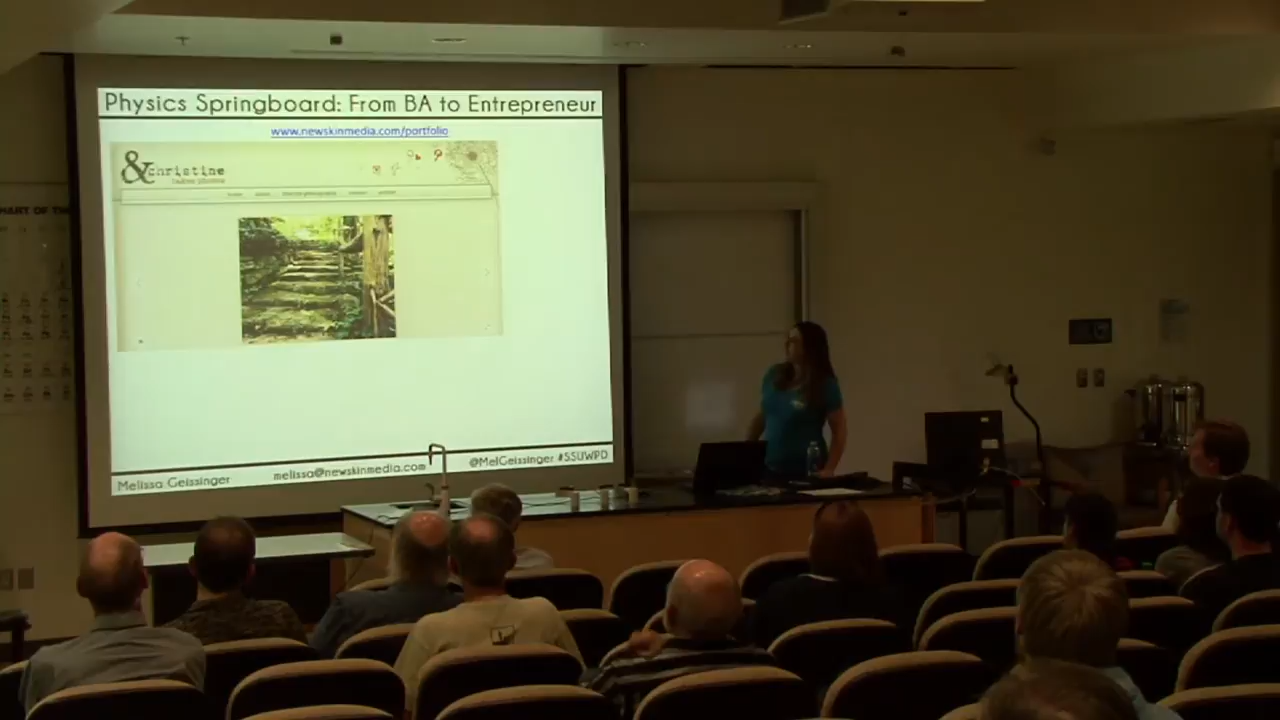 Physics Springboard: From BA to Entrepreneur
www.newskinmedia.com/portfolio
&christine
Melissa Geissinger
melissa@newskinmedia.com
@MelGeissinger #SSUWPD